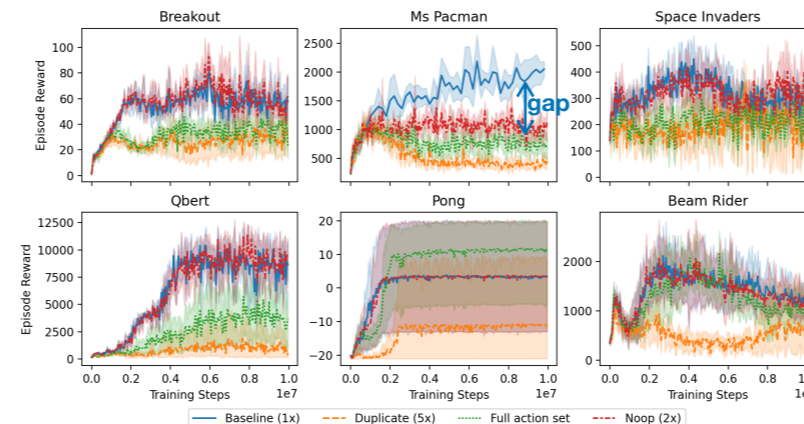 Breakout
Ms Pacman
Space Invaders
Episode Reward
100
80
60
40
20
0
2500
2000
1500
1000
500
gap
500
400
300
200
100
0
Qbert
Pong
Beam Rider
Episode Reward
12500
10000
7500
5000
2500
0
20
10
0
−10
−20
2000
1000
0
0.0 0.2 0.4 0.6 0.8 1.0
Training Steps 1e7
0.0 0.2 0.4 0.6 0.8 1.0
Training Steps 1e7
0.0 0.2 0.4 0.6 0.8 1.0
Training Steps 1e
Baseline (1x) Duplicate (5x) Full action set Noop (2x)